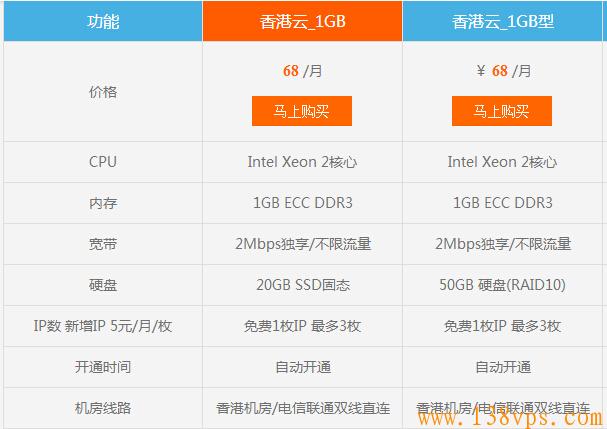 功能 香港云_1GB 香港云_1GB型
价格 68 /月 ¥ 68 /月
马上购买 马上购买
CPU Intel Xeon 2核心 Intel Xeon 2核心
内存 1GB ECC DDR3 1GB ECC DDR3
宽带 2Mbps独享/不限流量 2Mbps独享/不限流量
硬盘 20GB SSD固态 50GB 硬盘(RAID10)
IP数 新增IP 5元/月/枚 免费1枚IP 最多3枚 免费1枚IP 最多3枚
开通时间 自动开通 自动开通
机房线路 香港机房/电信联通双线直连 香港机房/电信联通双线直连
www.138vps.com